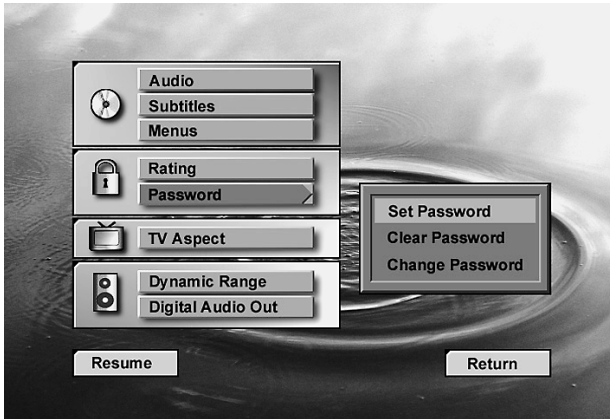 Audio
Subtitles
Menus
Rating
Password
Set Password
Clear Password
Change Password
TV Aspect
Dynamic Range
Digital Audio Out
Resume
Return